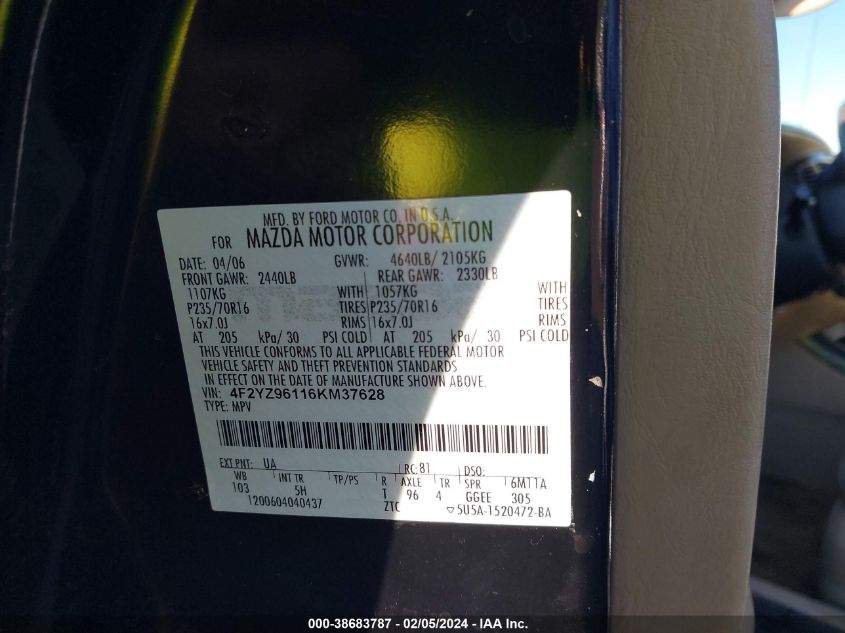 MFD. BY FORD MOTOR CO. IN U.S.A.
FOR MAZDA MOTOR CORPORATION
DATE: 04/06 GVWR: 4640LB/ 2105KG
FRONT GAWR: 2440LB REAR GAWR: 2330LB
1107KG WITH 1057KG WITH
P235/70R16 TIRES P235/70R16 TIRES
16x7.0J RIMS 16x7.0J RIMS
AT 205 kPa/ 30 PSI COLD AT 205 kPa/ 30 PSI COLD
THIS VEHICLE CONFORMS TO ALL APPLICABLE FEDERAL MOTOR
VEHICLE SAFETY AND THEFT PREVENTION STANDARDS
IN EFFECT ON THE DATE OF MANUFACTURE SHOWN ABOVE.
VIN: 4F2YZ96116KM37628
TYPE: MPV
EXT PNT: UA RC: 81 DSO:
WB INT TR TP/PS R AXLE TR SPR 6M11A
103 5H T 96 4 GGEE 305
1200604040437 ZTC ▽5U5A-1520472-BA
000-38683787 - 02/05/2024 - IAA Inc.